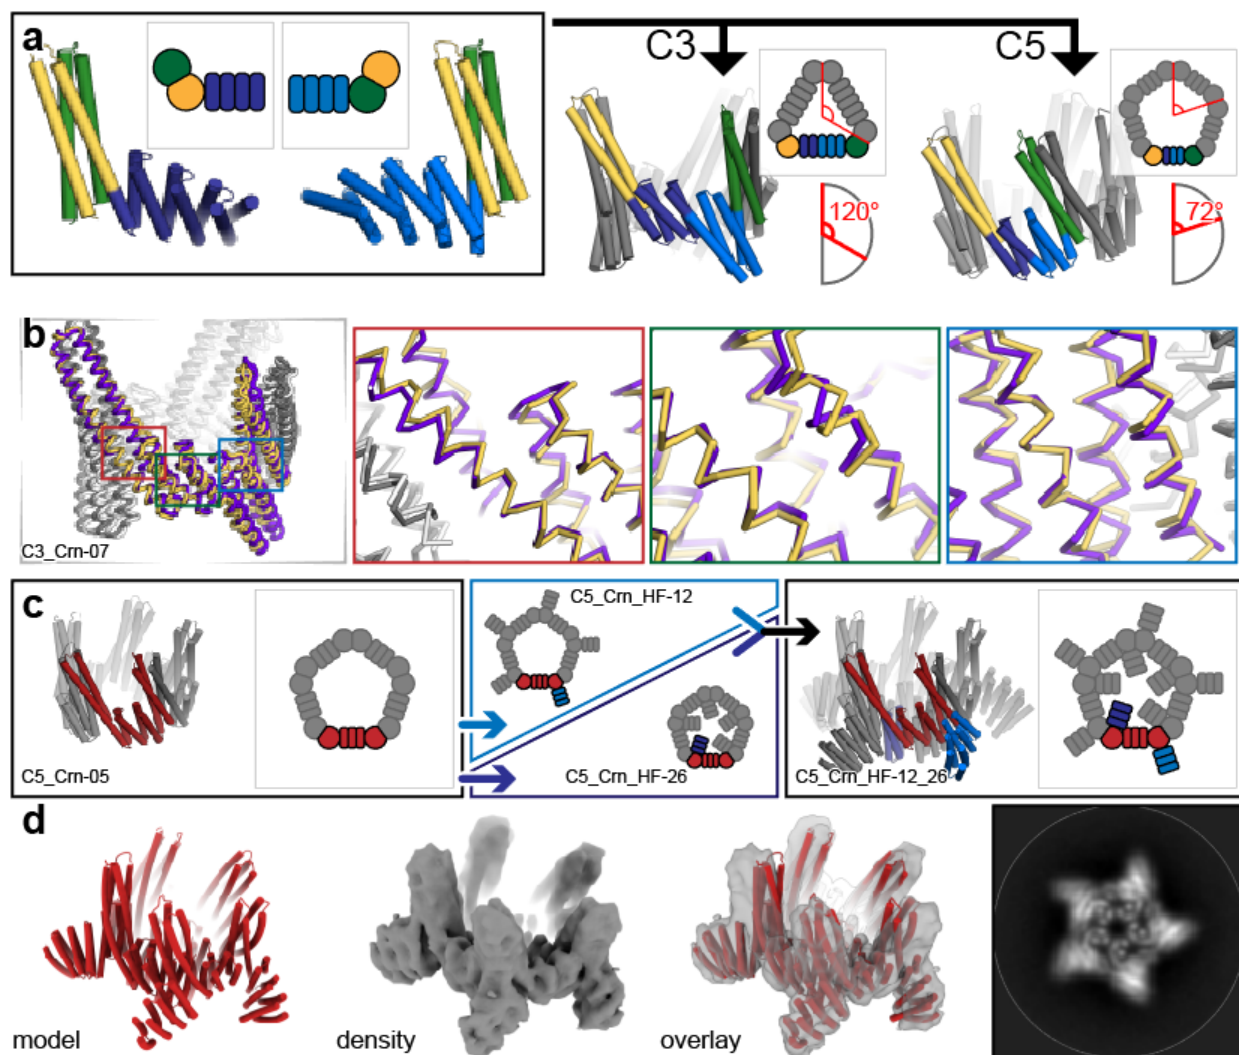 a
C3
C5
120°
72°
b
C3_Crn-07
c
C5_Crn-05
C5_Crn_HF-12
C5_Crn_HF-26
C5_Crn_HF-12_26
d
model
density
overlay